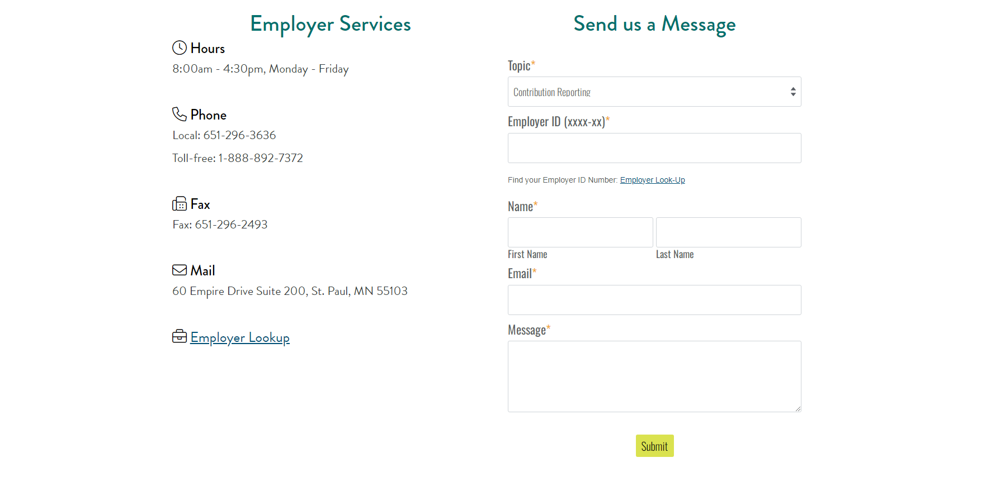 Employer Services
Hours
8:00am - 4:30pm, Monday - Friday
Phone
Local: 651-296-3636
Toll-free: 1-888-892-7372
Fax
Fax: 651-296-2493
Mail
60 Empire Drive Suite 200, St. Paul, MN 55103
Employer Lookup
Send us a Message
Topic*
Contribution Reporting
Employer ID (xxxx-xx)*
Find your Employer ID Number: Employer Look-Up
Name*
First Name
Last Name
Email*
Message*
Submit